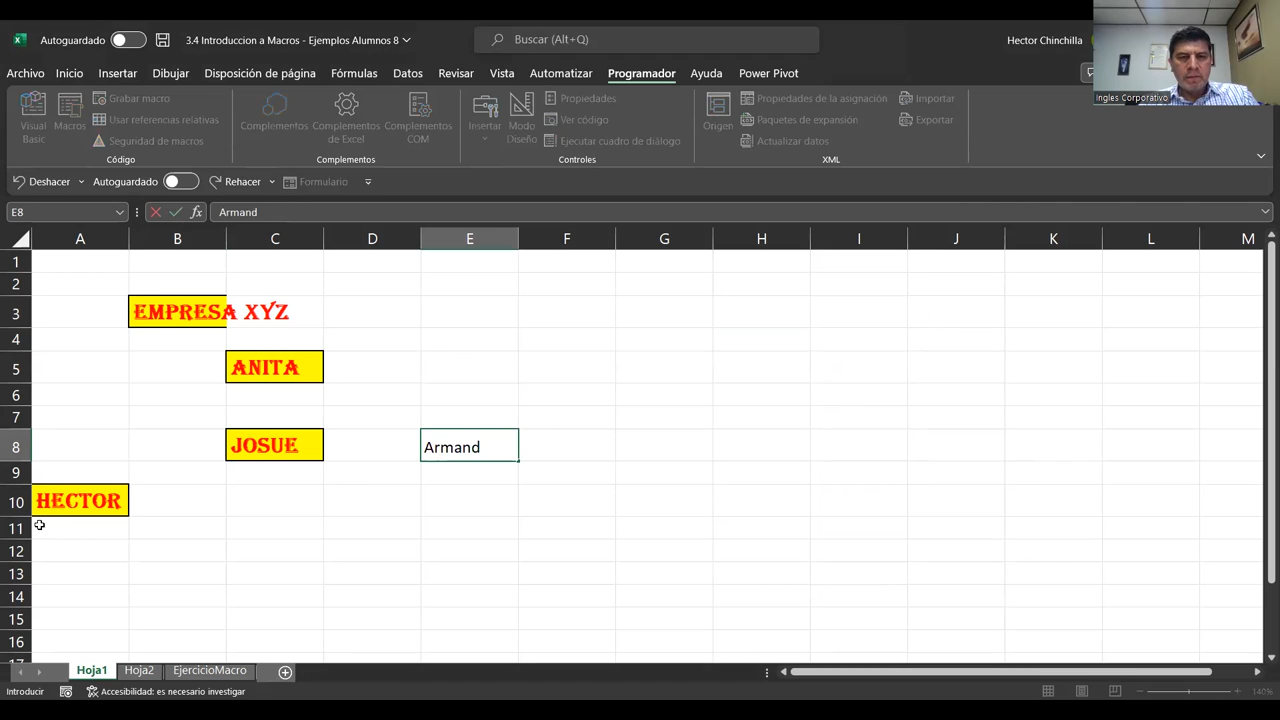 Autoguardado
3.4 Introduccion a Macros - Ejemplos Alumnos 8
Buscar (Alt+Q)
Hector Chinchilla
Ingles Corporativo
Archivo Inicio Insertar Dibujar Disposición de página Fórmulas Datos Revisar Vista Automatizar Programador Ayuda Power Pivot
Visual Basic
Macros
Grabar macro
Usar referencias relativas
Seguridad de macros
Código
Complementos
Complementos de Excel
Complementos COM
Complementos
Insertar
Modo Diseño
Propiedades
Ver código
Ejecutar cuadro de diálogo
Controles
Origen
Propiedades de la asignación
Paquetes de expansión
Actualizar datos
Importar
Exportar
XML
Deshacer Autoguardado Rehacer Formulario
E8 fx Armand
A B C D E F G H I J K L M
1
2
3 EMPRESA XYZ
4
5 ANITA
6
7
8 JOSUE Armand
9
10 HECTOR
11
12
13
14
15
16
17
Hoja1 Hoja2 EjercicioMacro
Introducir Accesibilidad: es necesario investigar 140%